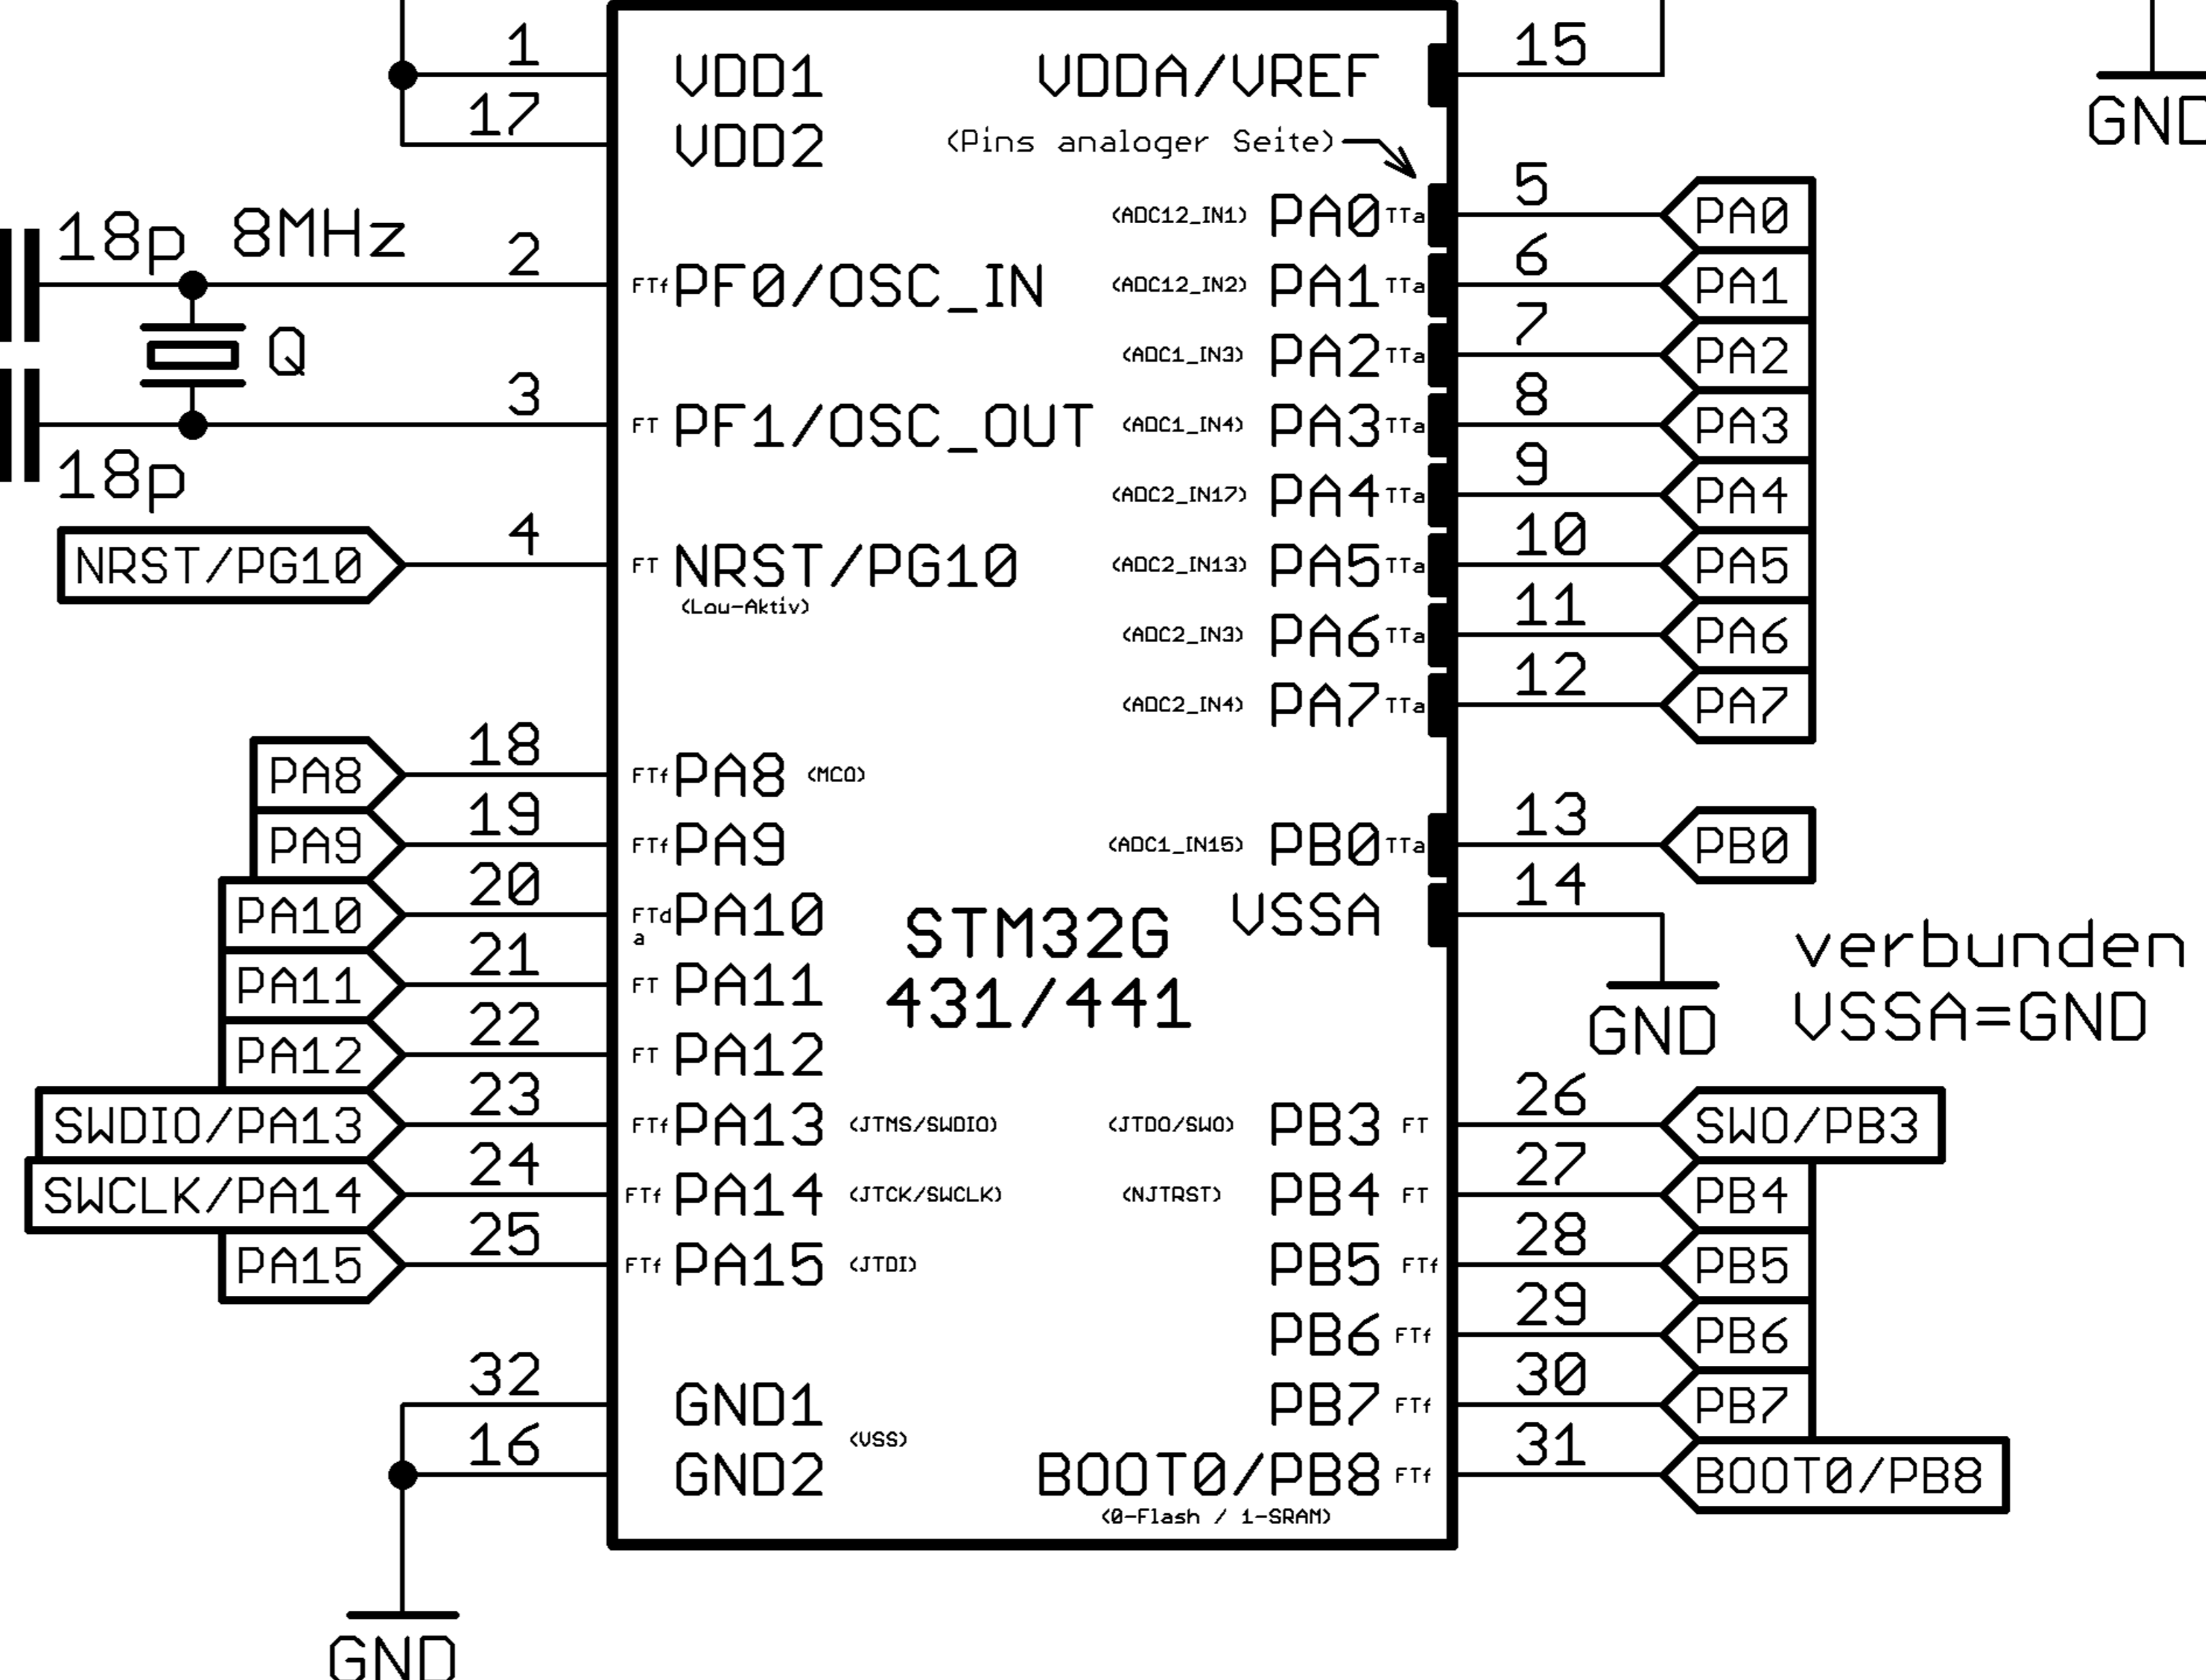 1 VDD1 VDDA/VREF 15
17 VDD2 (Pins analoger Seite)
GND
5
(ADC12_IN1) PA0 TTa PA0
18p 8MHz 2 6
FTf PF0/OSC_IN (ADC12_IN2) PA1 TTa PA1
7
Q (ADC1_IN3) PA2 TTa PA2
3 8
FT PF1/OSC_OUT (ADC1_IN4) PA3 TTa PA3
18p 9
(ADC2_IN17) PA4 TTa PA4
4 10
NRST/PG10 FT NRST/PG10 (ADC2_IN13) PA5 TTa PA5
(Low-Aktiv) 11
(ADC2_IN3) PA6 TTa PA6
12
(ADC2_IN4) PA7 TTa PA7
18
PA8 FTf PA8 (MCO)
19 13
PA9 FTf PA9 (ADC1_IN15) PB0 TTa PB0
20 14
PA10 FTd PA10 STM32G VSSA
a
21 verbunden
PA11 FT PA11 431/441
22 GND VSSA=GND
PA12 FT PA12
23 26
SWDIO/PA13 FTf PA13 (JTMS/SWDIO) (JTDO/SWO) PB3 FT SWO/PB3
24 27
SWCLK/PA14 FTf PA14 (JTCK/SWCLK) (NJTRST) PB4 FT PB4
25 28
PA15 FTf PA15 (JTDI) PB5 FTf PB5
29
PB6 FTf PB6
32 30
GND1 PB7 FTf PB7
16 (VSS) 31
GND2 BOOT0/PB8 FTf BOOT0/PB8
(0-Flash / 1-SRAM)
GND